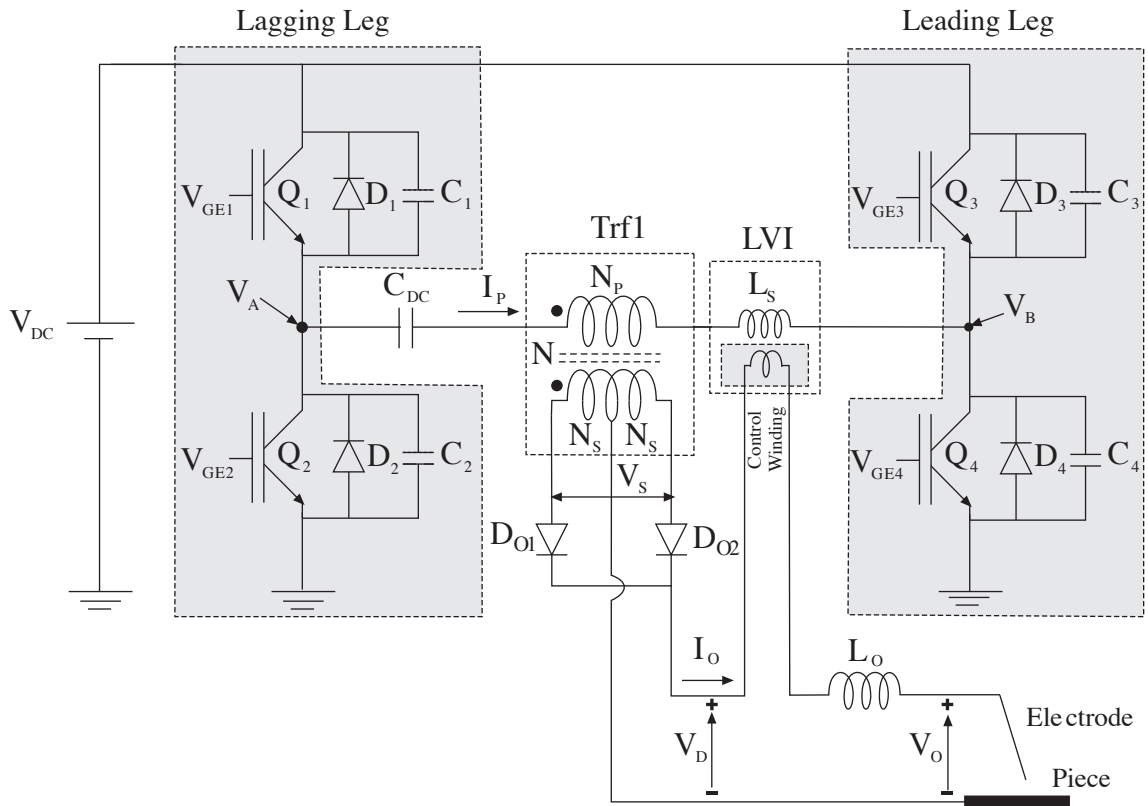 Lagging Leg
Leading Leg
V_GE1
Q_1
D_1
C_1
V_GE3
Q_3
D_3
C_3
Trf1
LVI
V_A
C_DC
I_P
N_P
L_S
V_B
V_DC
N
N_S
N_S
Control
Winding
V_GE2
Q_2
D_2
C_2
V_GE4
Q_4
D_4
C_4
V_S
D_O1
D_O2
I_O
L_O
+
+
Electrode
V_D
V_O
Piece
-
-